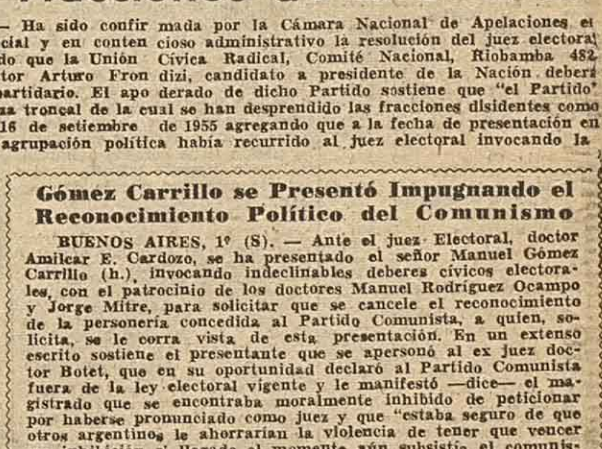 — Ha sido confir mada por la Cámara Nacional de Apelaciones el
cial y en conten cioso administrativo la resolución del juez electoral
do que la Unión Cívica Radical, Comité Nacional, Riobamba 482
tor Arturo Fron dizi, candidato a presidente de la Nación deberá
partidario. El apo derado de dicho Partido sostiene que "el Partido
za troncal de la cual se han desprendido las fracciones disidentes como
16 de setiembre de 1955 agregando que a la fecha de presentación en
agrupación política había recurrido al juez electoral invocando la
Gómez Carrillo se Presentó Impugnando el
Reconocimiento Político del Comunismo
BUENOS AIRES, 1º (S). — Ante el juez Electoral, doctor
Amilcar E. Cardozo, se ha presentado el señor Manuel Gómez
Carrillo (h.), invocando indeclinables deberes cívicos electora-
les, con el patrocinio de los doctores Manuel Rodríguez Ocampo
y Jorge Mitre, para solicitar que se cancele el reconocimiento
de la personería concedida al Partido Comunista, a quien, so-
licita, se le corra vista de esta presentación. En un extenso
escrito sostiene el presentante que se apersonó al ex juez doc-
tor Botet, que en su oportunidad declaró al Partido Comunista
fuera de la ley electoral vigente y le manifestó —dice— el ma-
gistrado que se encontraba moralmente inhibido de peticionar
por haberse pronunciado como juez y que "estaba seguro de que
otros argentinos le ahorrarían la violencia de tener que vencer
llegado el momento aún subsistía el comunis-